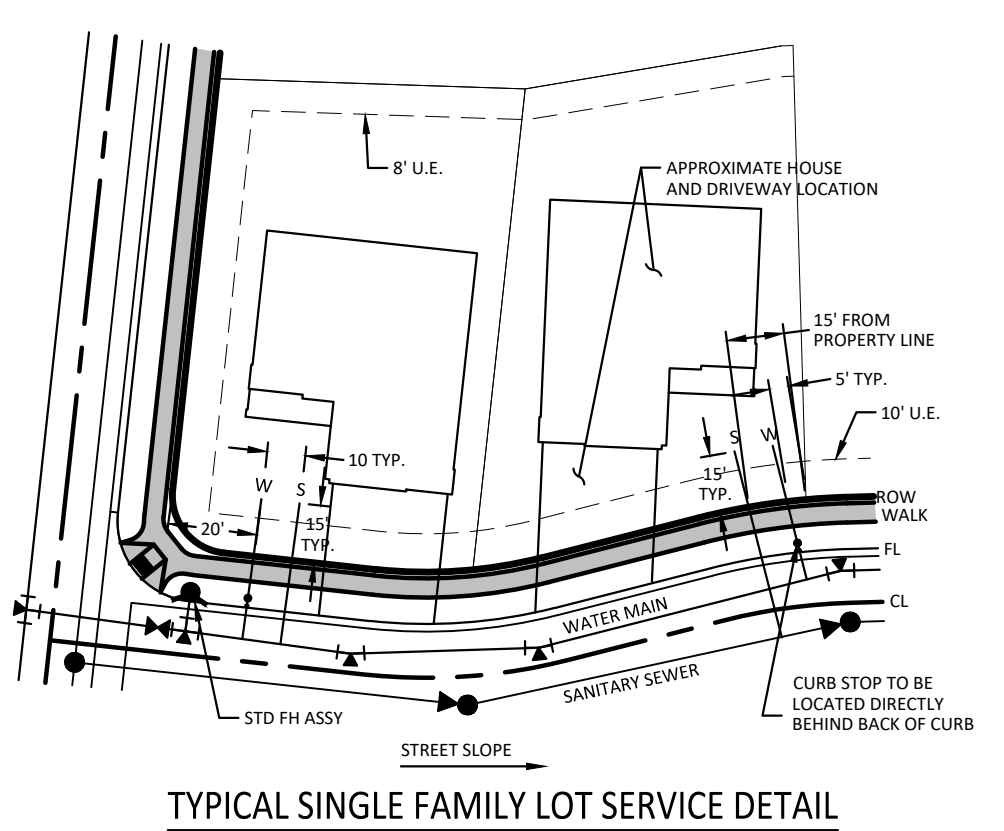 8' U.E.
APPROXIMATE HOUSE
AND DRIVEWAY LOCATION
15' FROM
PROPERTY LINE
5' TYP.
10' U.E.
S
W
10 TYP.
W
S
15'
TYP.
ROW
WALK
20'
15'
TYP.
FL
WATER MAIN
CL
SANITARY SEWER
CURB STOP TO BE
LOCATED DIRECTLY
BEHIND BACK OF CURB
STD FH ASSY
STREET SLOPE
TYPICAL SINGLE FAMILY LOT SERVICE DETAIL